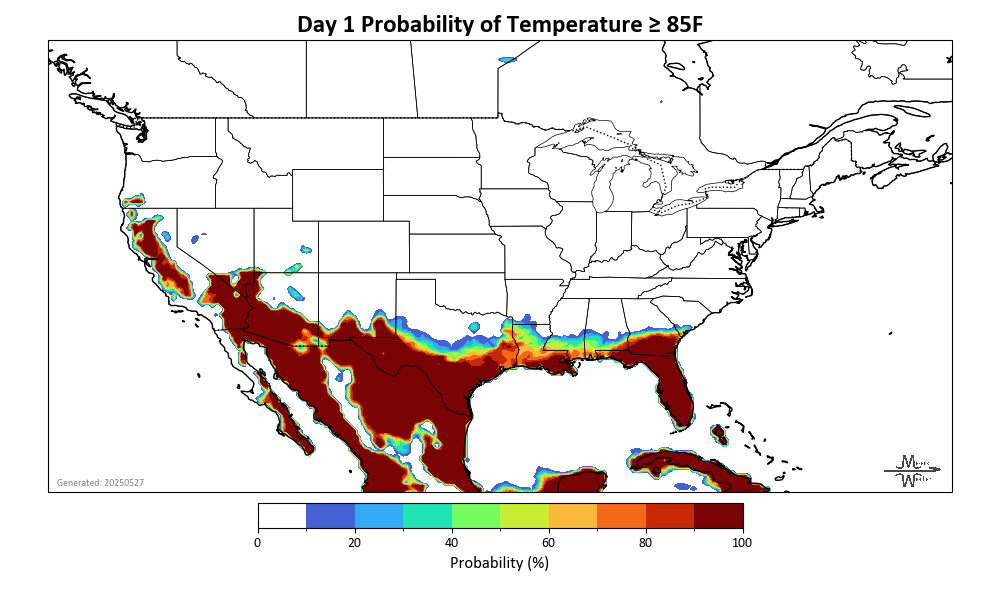 Day 1 Probability of Temperature ≥ 85F
Generated: 20250527
0 20 40 60 80 100
Probability (%)